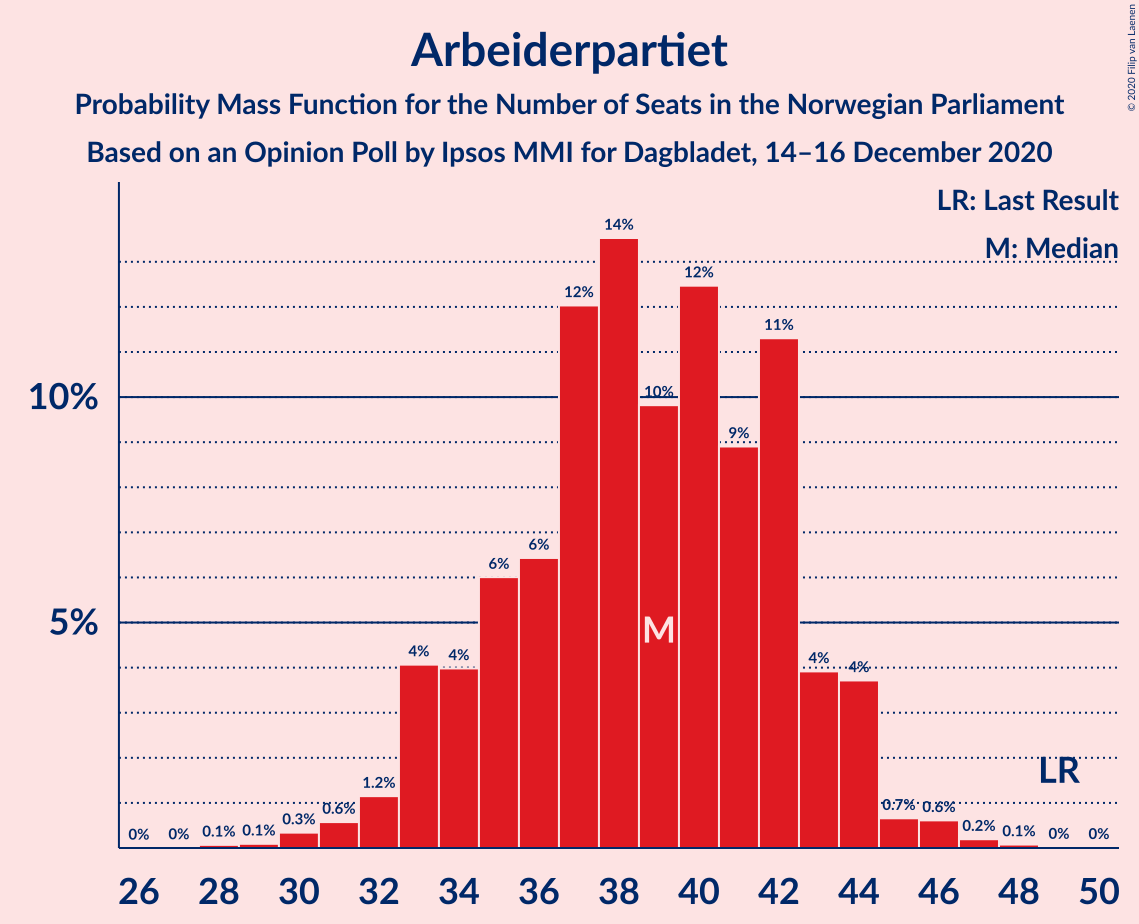 Arbeiderpartiet
Probability Mass Function for the Number of Seats in the Norwegian Parliament
Based on an Opinion Poll by Ipsos MMI for Dagbladet, 14–16 December 2020
© 2020 Filip van Laenen
LR: Last Result
M: Median
10%
5%
0% 0% 0.1% 0.1% 0.3% 0.6% 1.2% 4% 4% 6% 6% 12% 14% 10% 12% 9% 11% 4% 4% 0.7% 0.6% 0.2% 0.1% 0% 0%
M
LR
26 28 30 32 34 36 38 40 42 44 46 48 50